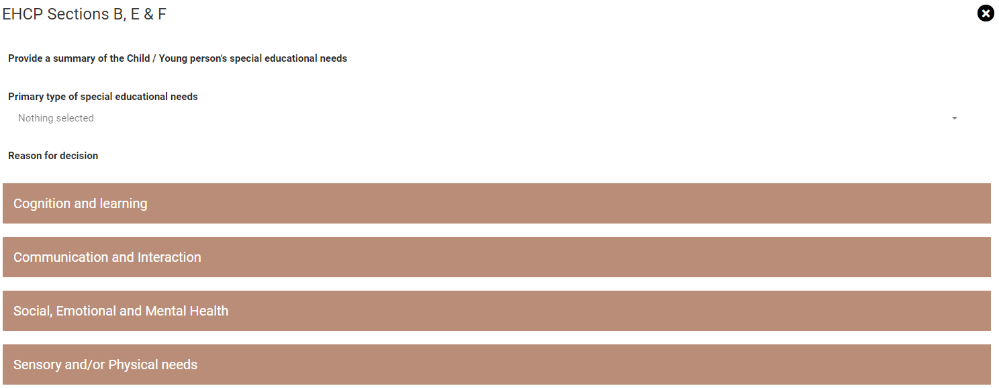 EHCP Sections B, E & F
Provide a summary of the Child / Young person's special educational needs
Primary type of special educational needs
Nothing selected
Reason for decision
Cognition and learning
Communication and Interaction
Social, Emotional and Mental Health
Sensory and/or Physical needs